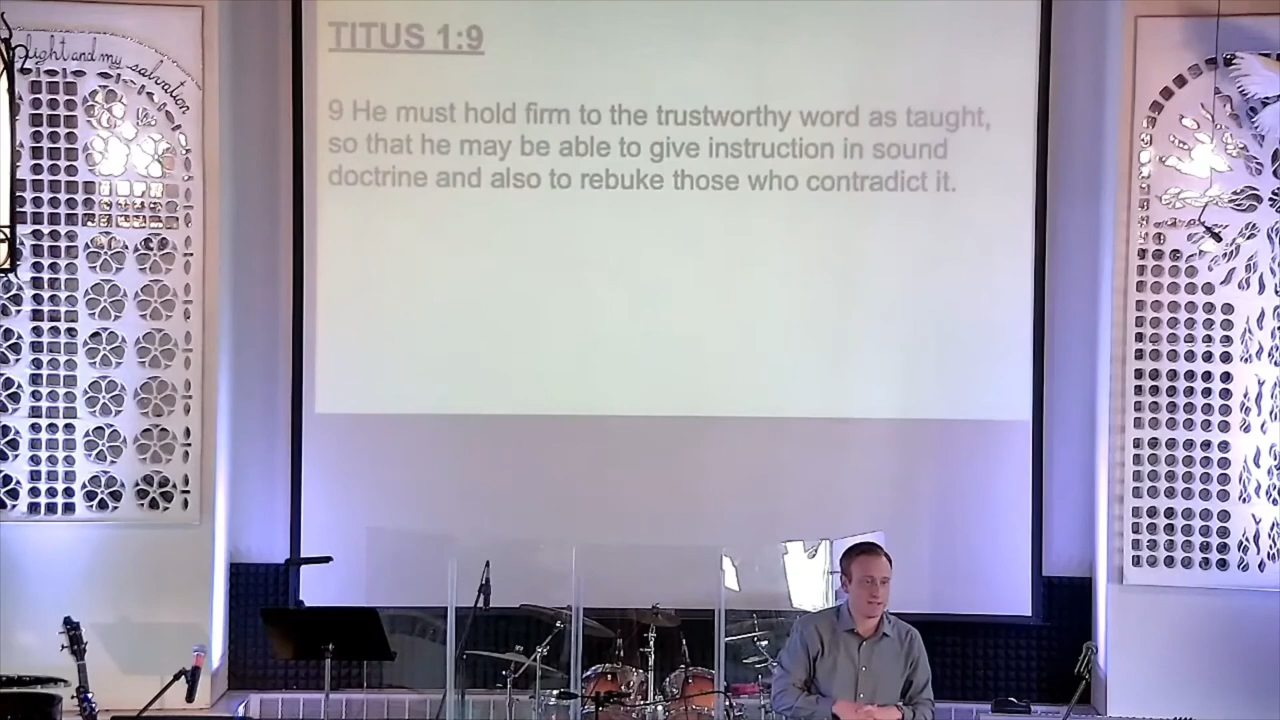 light and my salvation
TITUS 1:9
9 He must hold firm to the trustworthy word as taught,
so that he may be able to give instruction in sound
doctrine and also to rebuke those who contradict it.